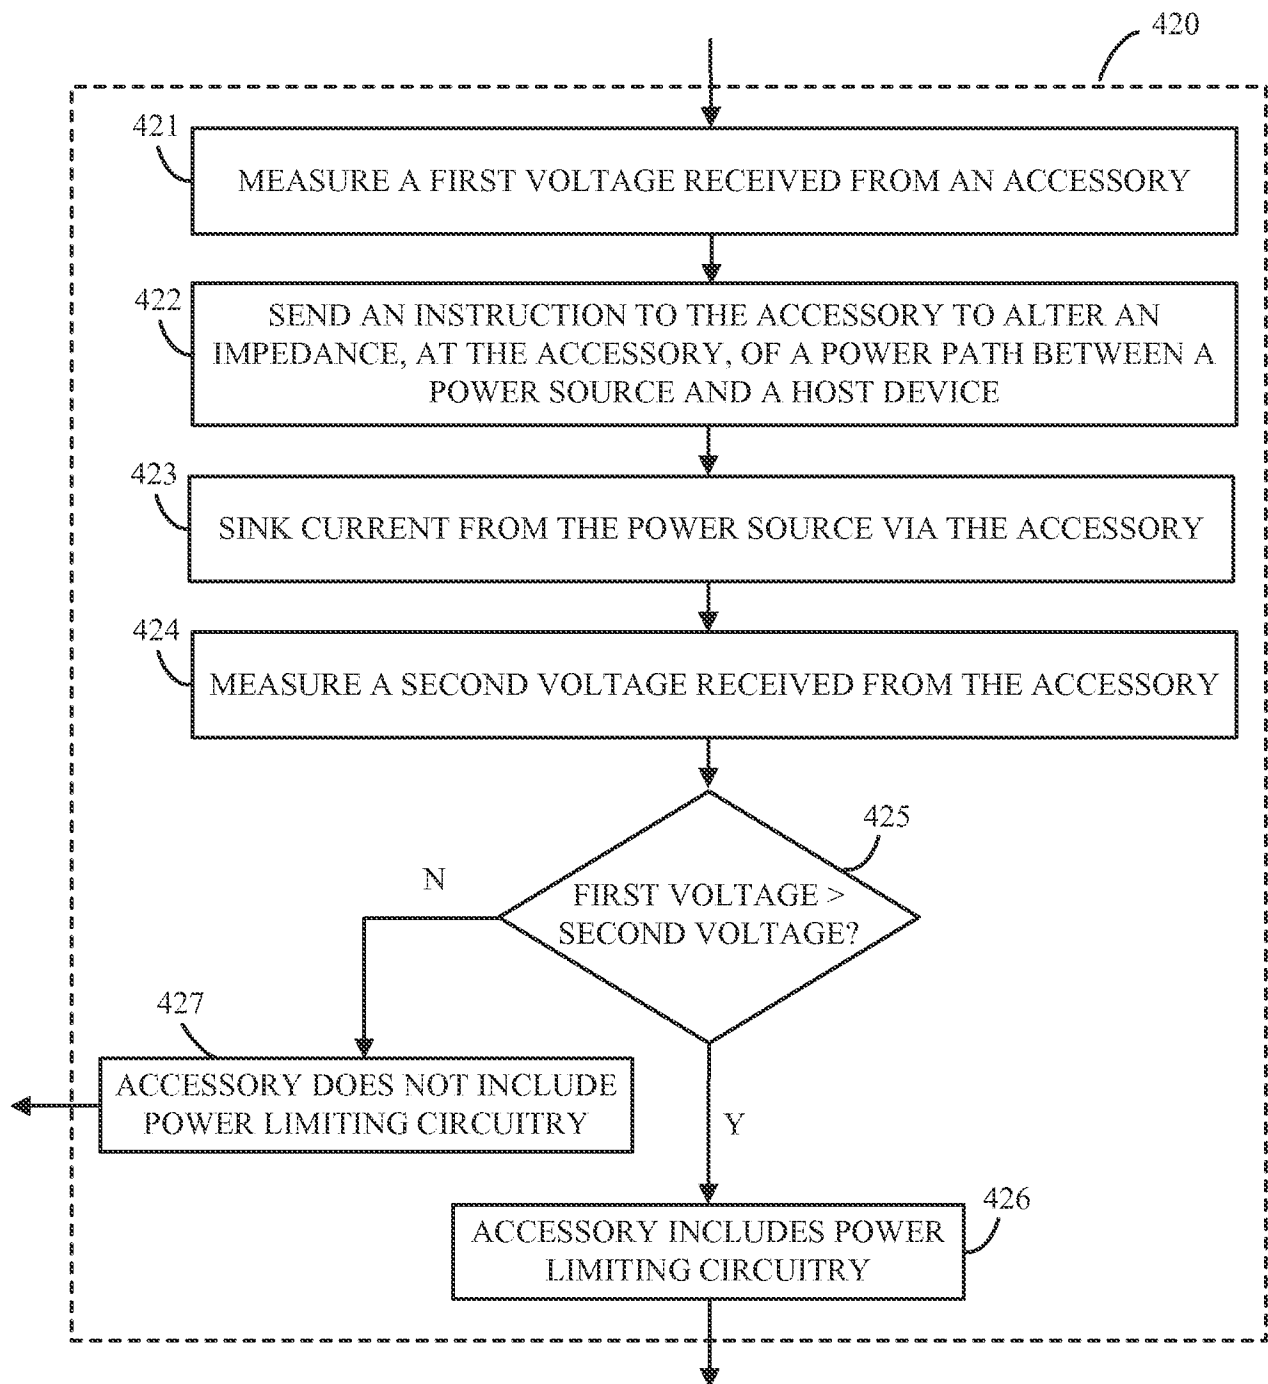 420
421
MEASURE A FIRST VOLTAGE RECEIVED FROM AN ACCESSORY
422
SEND AN INSTRUCTION TO THE ACCESSORY TO ALTER AN
IMPEDANCE, AT THE ACCESSORY, OF A POWER PATH BETWEEN A
POWER SOURCE AND A HOST DEVICE
423
SINK CURRENT FROM THE POWER SOURCE VIA THE ACCESSORY
424
MEASURE A SECOND VOLTAGE RECEIVED FROM THE ACCESSORY
425
FIRST VOLTAGE >
SECOND VOLTAGE?
N
427
ACCESSORY DOES NOT INCLUDE
POWER LIMITING CIRCUITRY
Y
426
ACCESSORY INCLUDES POWER
LIMITING CIRCUITRY